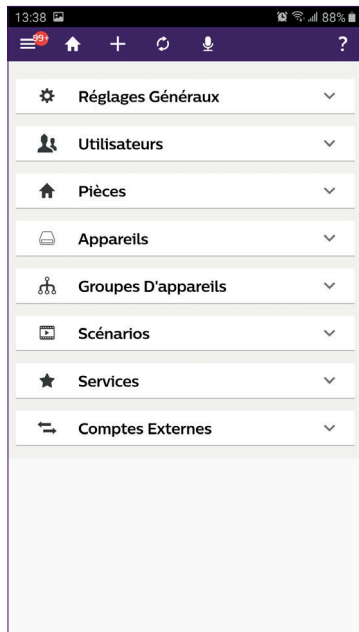 13:38 88%
99+ ?
Réglages Généraux
Utilisateurs
Pièces
Appareils
Groupes D'appareils
Scénarios
Services
Comptes Externes